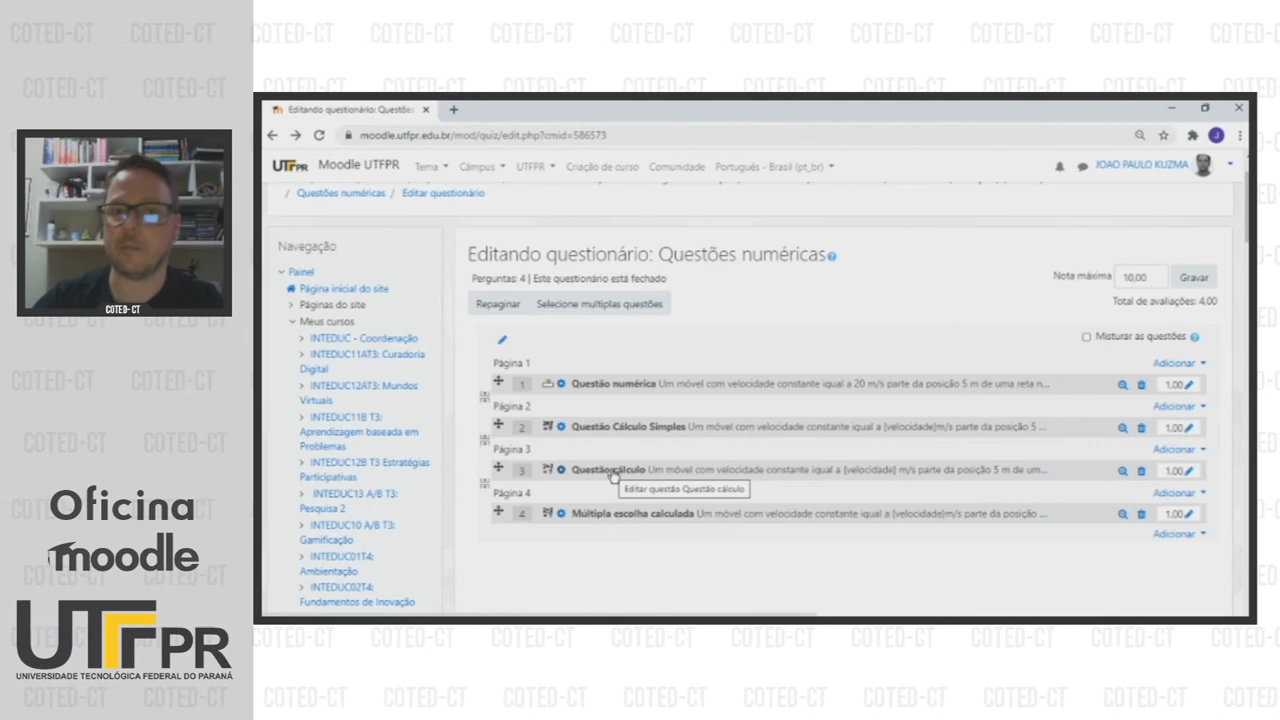 COTED-CT
Oficina
moodle
UTFPR
UNIVERSIDADE TECNOLÓGICA FEDERAL DO PARANÁ
Editando questionário: Questõe
moodle.utfpr.edu.br/mod/quiz/edit.php?cmid=586573
UTFPR Moodle UTFPR Tema Câmpus UTFPR Criação de curso Comunidade Português - Brasil (pt_br) JOAO PAULO KUZMA
/ Questões numéricas / Editar questionário
Navegação
Painel
Página inicial do site
Páginas do site
Meus cursos
INTEDUC - Coordenação
INTEDUC11AT3: Curadoria
Digital
INTEDUC12AT3: Mundos
Virtuais
INTEDUC11B T3:
Aprendizagem baseada em
Problemas
INTEDUC12B T3 Estratégias
Participativas
INTEDUC13 A/B T3:
Pesquisa 2
INTEDUC10 A/B T3:
Gamificação
INTEDUC01T4:
Ambientação
INTEDUC02T4:
Fundamentos de Inovação
Editando questionário: Questões numéricas
Perguntas: 4 | Este questionário está fechado
Nota máxima 10,00 Gravar
Repaginar Selecione multiplas questões
Total de avaliações: 4,00
Misturar as questões
Página 1 Adicionar
1 Questão numérica Um móvel com velocidade constante igual a 20 m/s parte da posição 5 m de uma reta n... 1,00
Página 2 Adicionar
2 Questão Cálculo Simples Um móvel com velocidade constante igual a {velocidade}m/s parte da posição 5 ... 1,00
Página 3 Adicionar
3 Questão cálculo Um móvel com velocidade constante igual a {velocidade} m/s parte da posição 5 m de um... 1,00
Editar questão Questão cálculo
Página 4 Adicionar
4 Múltipla escolha calculada Um móvel com velocidade constante igual a {velocidade}m/s parte da posição ... 1,00
Adicionar